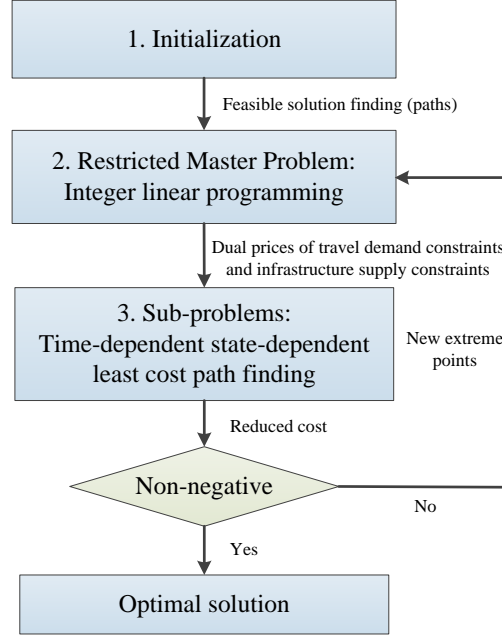 1. Initialization
Feasible solution finding (paths)
2. Restricted Master Problem:
Integer linear programming
Dual prices of travel demand constraints
and infrastructure supply constraints
3. Sub-problems:
Time-dependent state-dependent
least cost path finding
New extreme
points
Reduced cost
Non-negative
No
Yes
Optimal solution